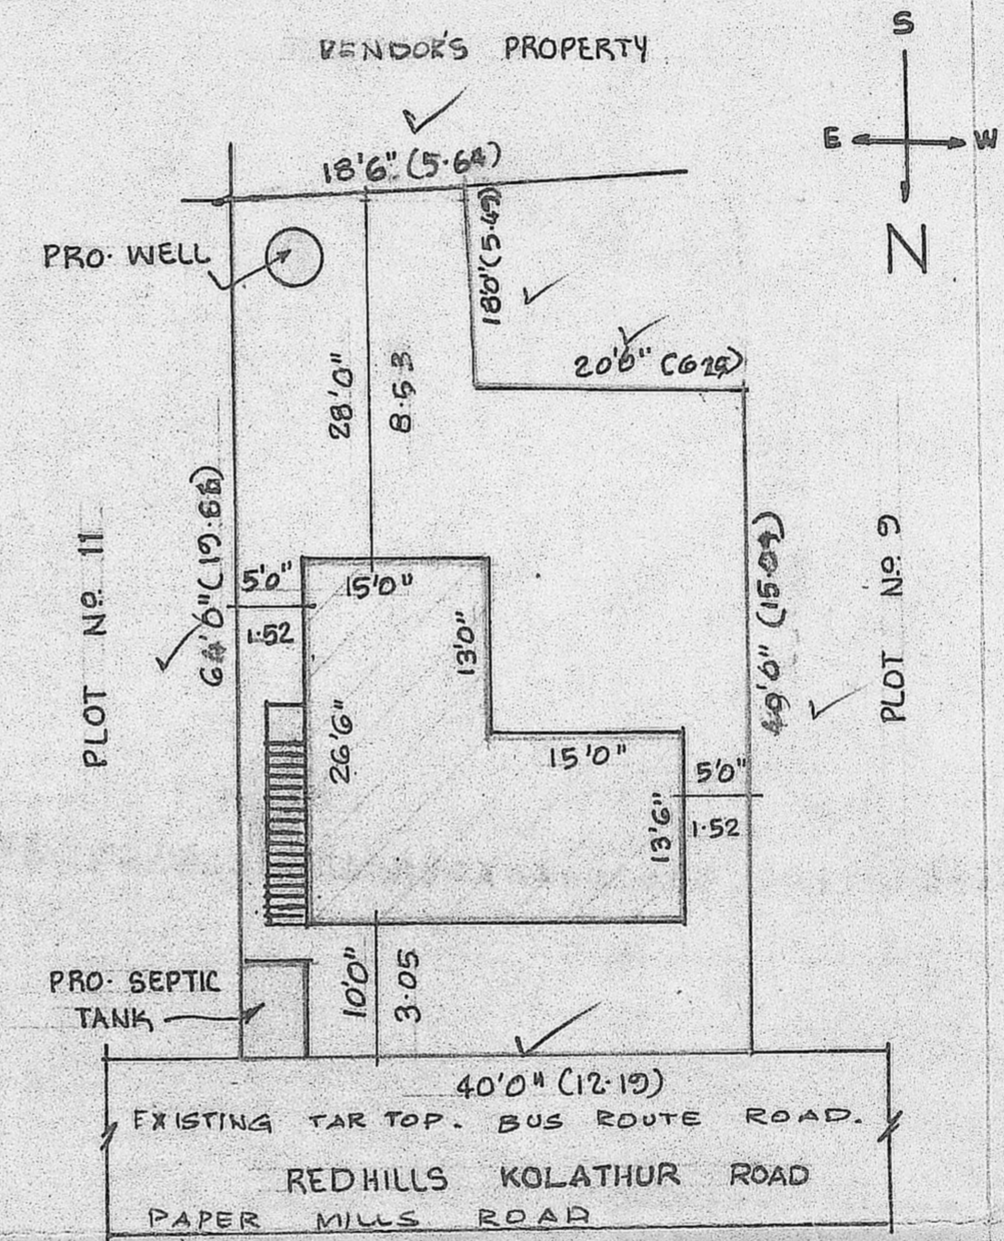 VENDOR'S PROPERTY
S
E W
N
18'6" (5·64)
PRO· WELL
18'0" (5·49)
28'0"
8·53
20'6"
PLOT Nº 11
5'0"
1·52
15'0"
13'0"
26'6"
PLOT Nº 9
15'0"
5'0"
1·52
13'6"
PRO· SEPTIC
TANK
10'0"
3·05
40'0" (12·19)
EXISTING TAR TOP. BUS ROUTE ROAD.
REDHILLS KOLATHUR ROAD
PAPER MILLS ROAD